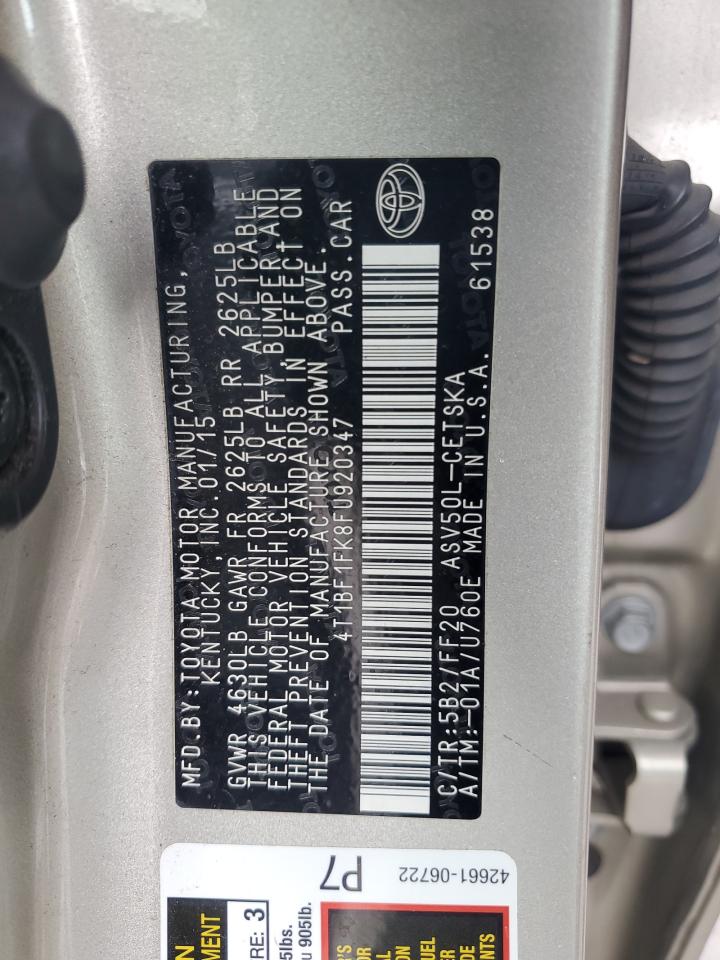 MFD.BY:TOYOTA MOTOR MANUFACTURING,
KENTUCKY, INC.01/15
GVWR 4630LB GAWR FR 2625LB RR 2625LB
THIS VEHICLE CONFORMS TO ALL APPLICABLE
FEDERAL MOTOR VEHICLE SAFETY BUMPER AND
THEFT PREVENTION STANDARDS IN EFFECT ON
THE DATE OF MANUFACTURE SHOWN ABOVE.
4T1BF1FK8FU920347 PASS.CAR
C/TR:5B2/FF20 ASV50L-CETSKA
A/TM:-01A/U760E MADE IN U.S.A. 61538
P7
42661-06722
3
905lb.